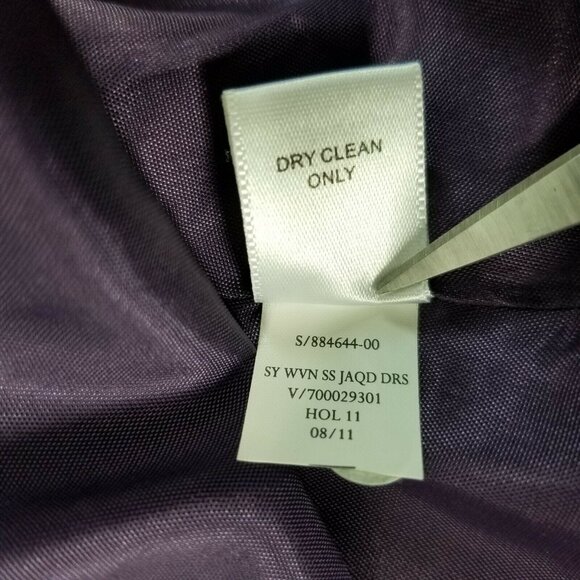 DRY CLEAN
ONLY
S/884644-00
SY WVN SS JAQD DRS
V/700029301
HOL 11
08/11